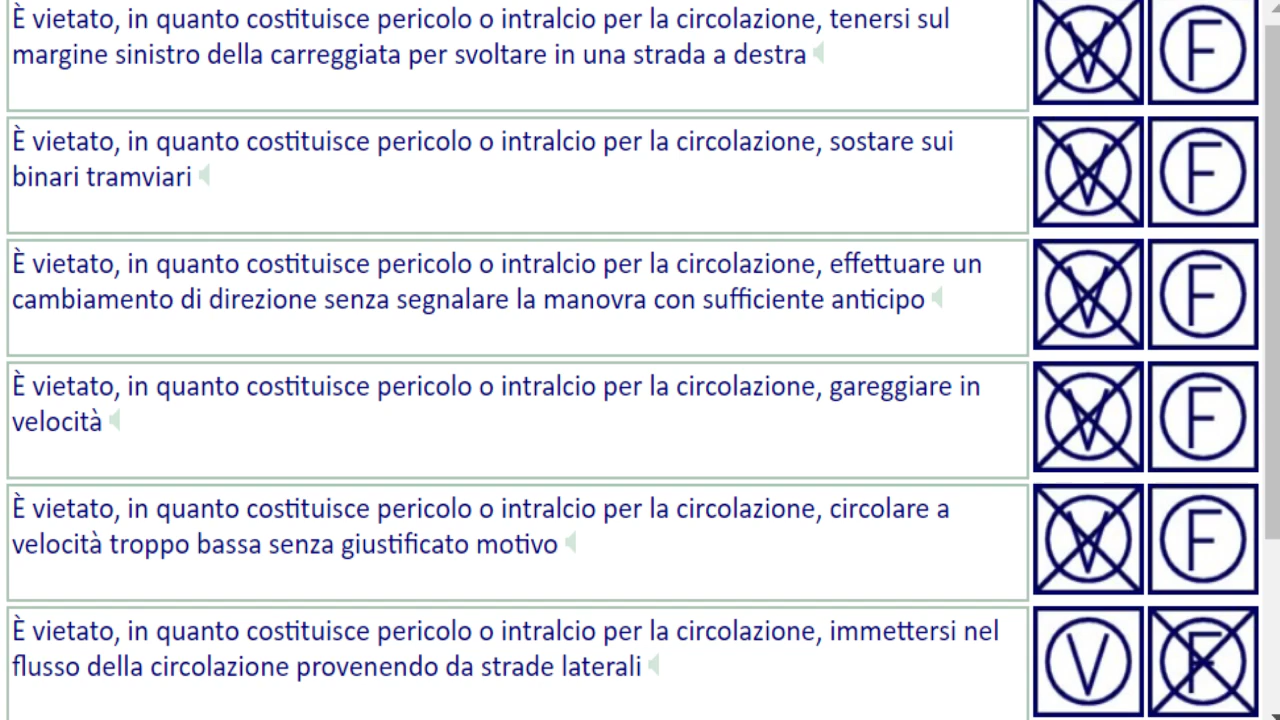 È vietato, in quanto costituisce pericolo o intralcio per la circolazione, tenersi sul
margine sinistro della carreggiata per svoltare in una strada a destra
V F
È vietato, in quanto costituisce pericolo o intralcio per la circolazione, sostare sui
binari tramviari
V F
È vietato, in quanto costituisce pericolo o intralcio per la circolazione, effettuare un
cambiamento di direzione senza segnalare la manovra con sufficiente anticipo
V F
È vietato, in quanto costituisce pericolo o intralcio per la circolazione, gareggiare in
velocità
V F
È vietato, in quanto costituisce pericolo o intralcio per la circolazione, circolare a
velocità troppo bassa senza giustificato motivo
V F
È vietato, in quanto costituisce pericolo o intralcio per la circolazione, immettersi nel
flusso della circolazione provenendo da strade laterali
V F